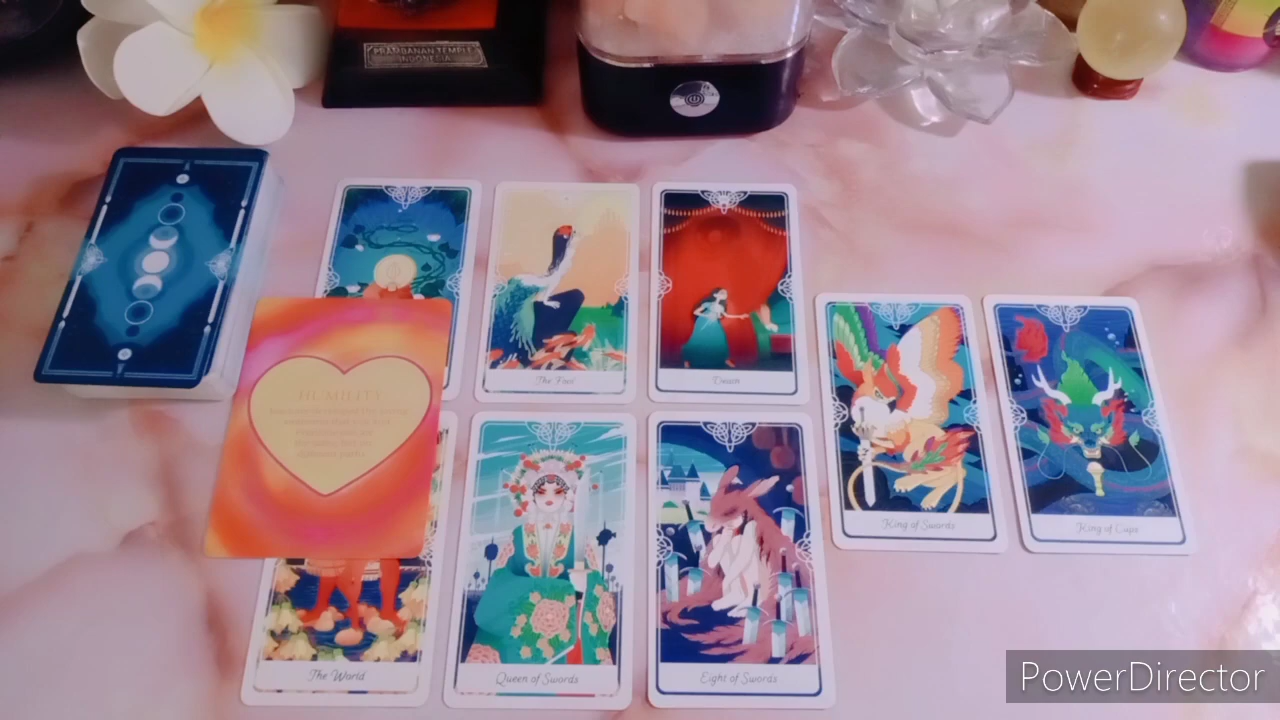 PRAMBANAN TEMPLE
INDONESIA
The Fool
Death
HUMILITY
King of Swords
King of Cups
The World
Queen of Swords
Eight of Swords
PowerDirector